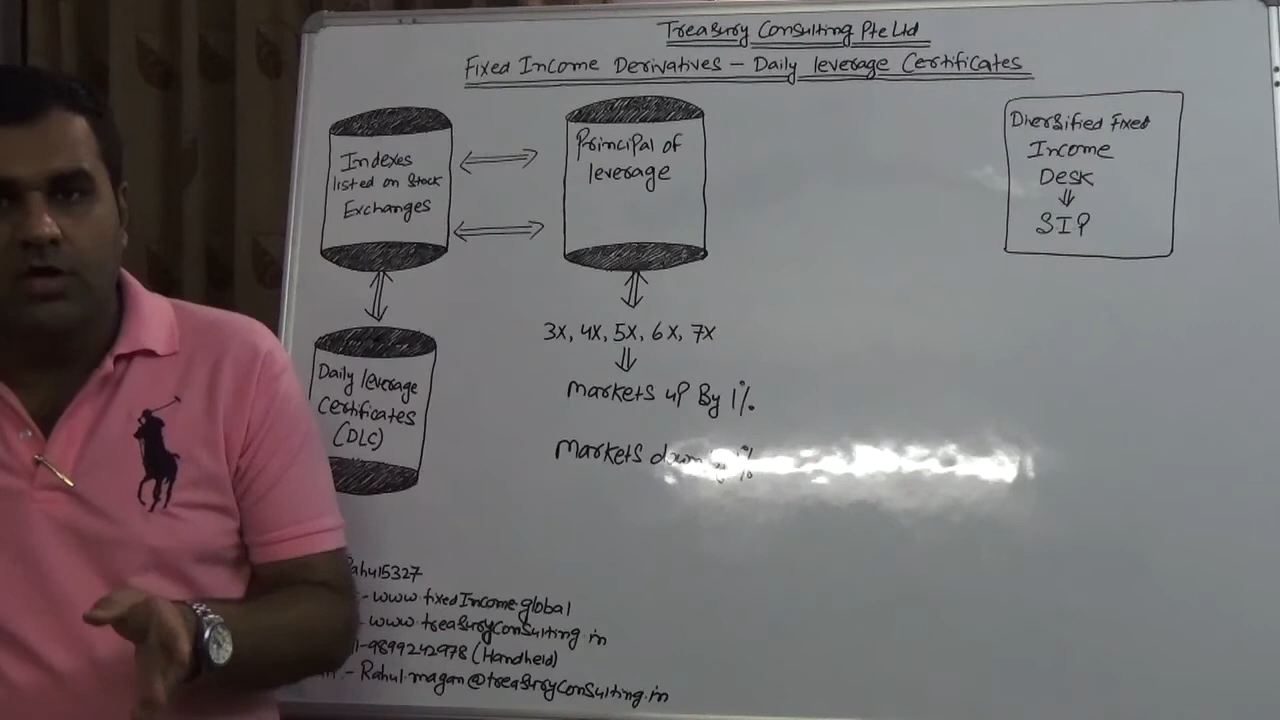 Treasury Consulting Pte Ltd
Fixed Income Derivatives - Daily leverage Certificates
Indexes
listed on Stock
Exchanges
Principal of
leverage
Diversified Fixed
Income
Desk
SIP
3X, 4X, 5X, 6X, 7X
Markets up By 1%
Markets down %
Daily leverage
Certificates
(DLC)
Rahul5327
- www.fixedIncome.global
- www.treasuryConsulting.in
-9899242978 (Handheld)
- Rahul.magan@treasuryConsulting.in